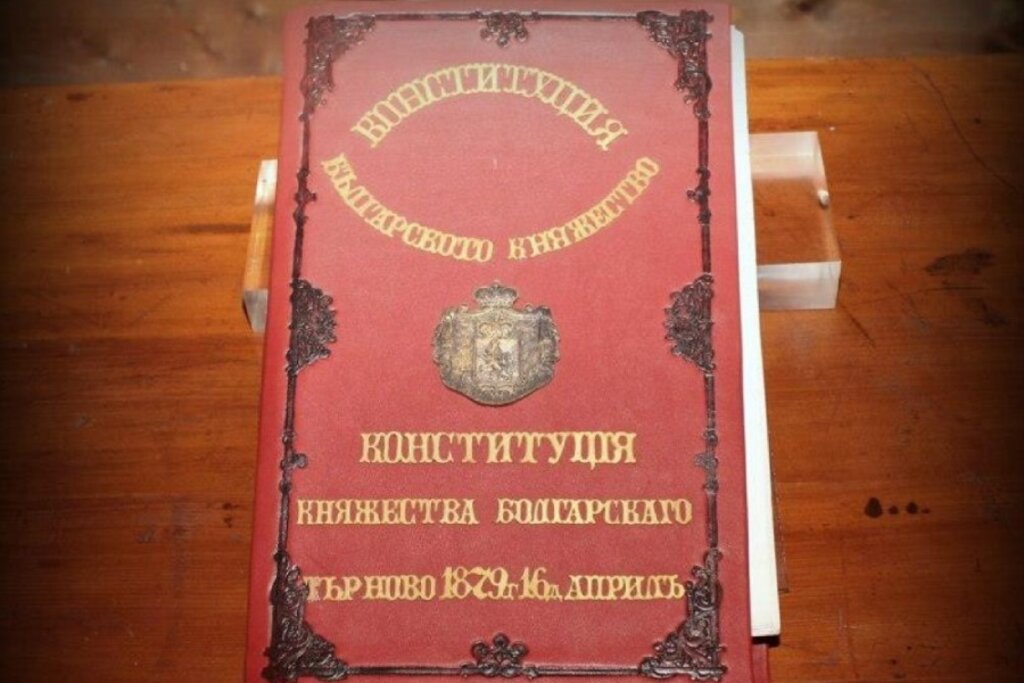 КОНСТИТУЦИЯ
БЪЛГАРСКОТО КНЯЖЕСТВО
КОНСТИТУЦІЯ
КНЯЖЕСТВА БОЛГАРСКАГО
ТЪРНОВО 1879г 16д АПРИЛЪ